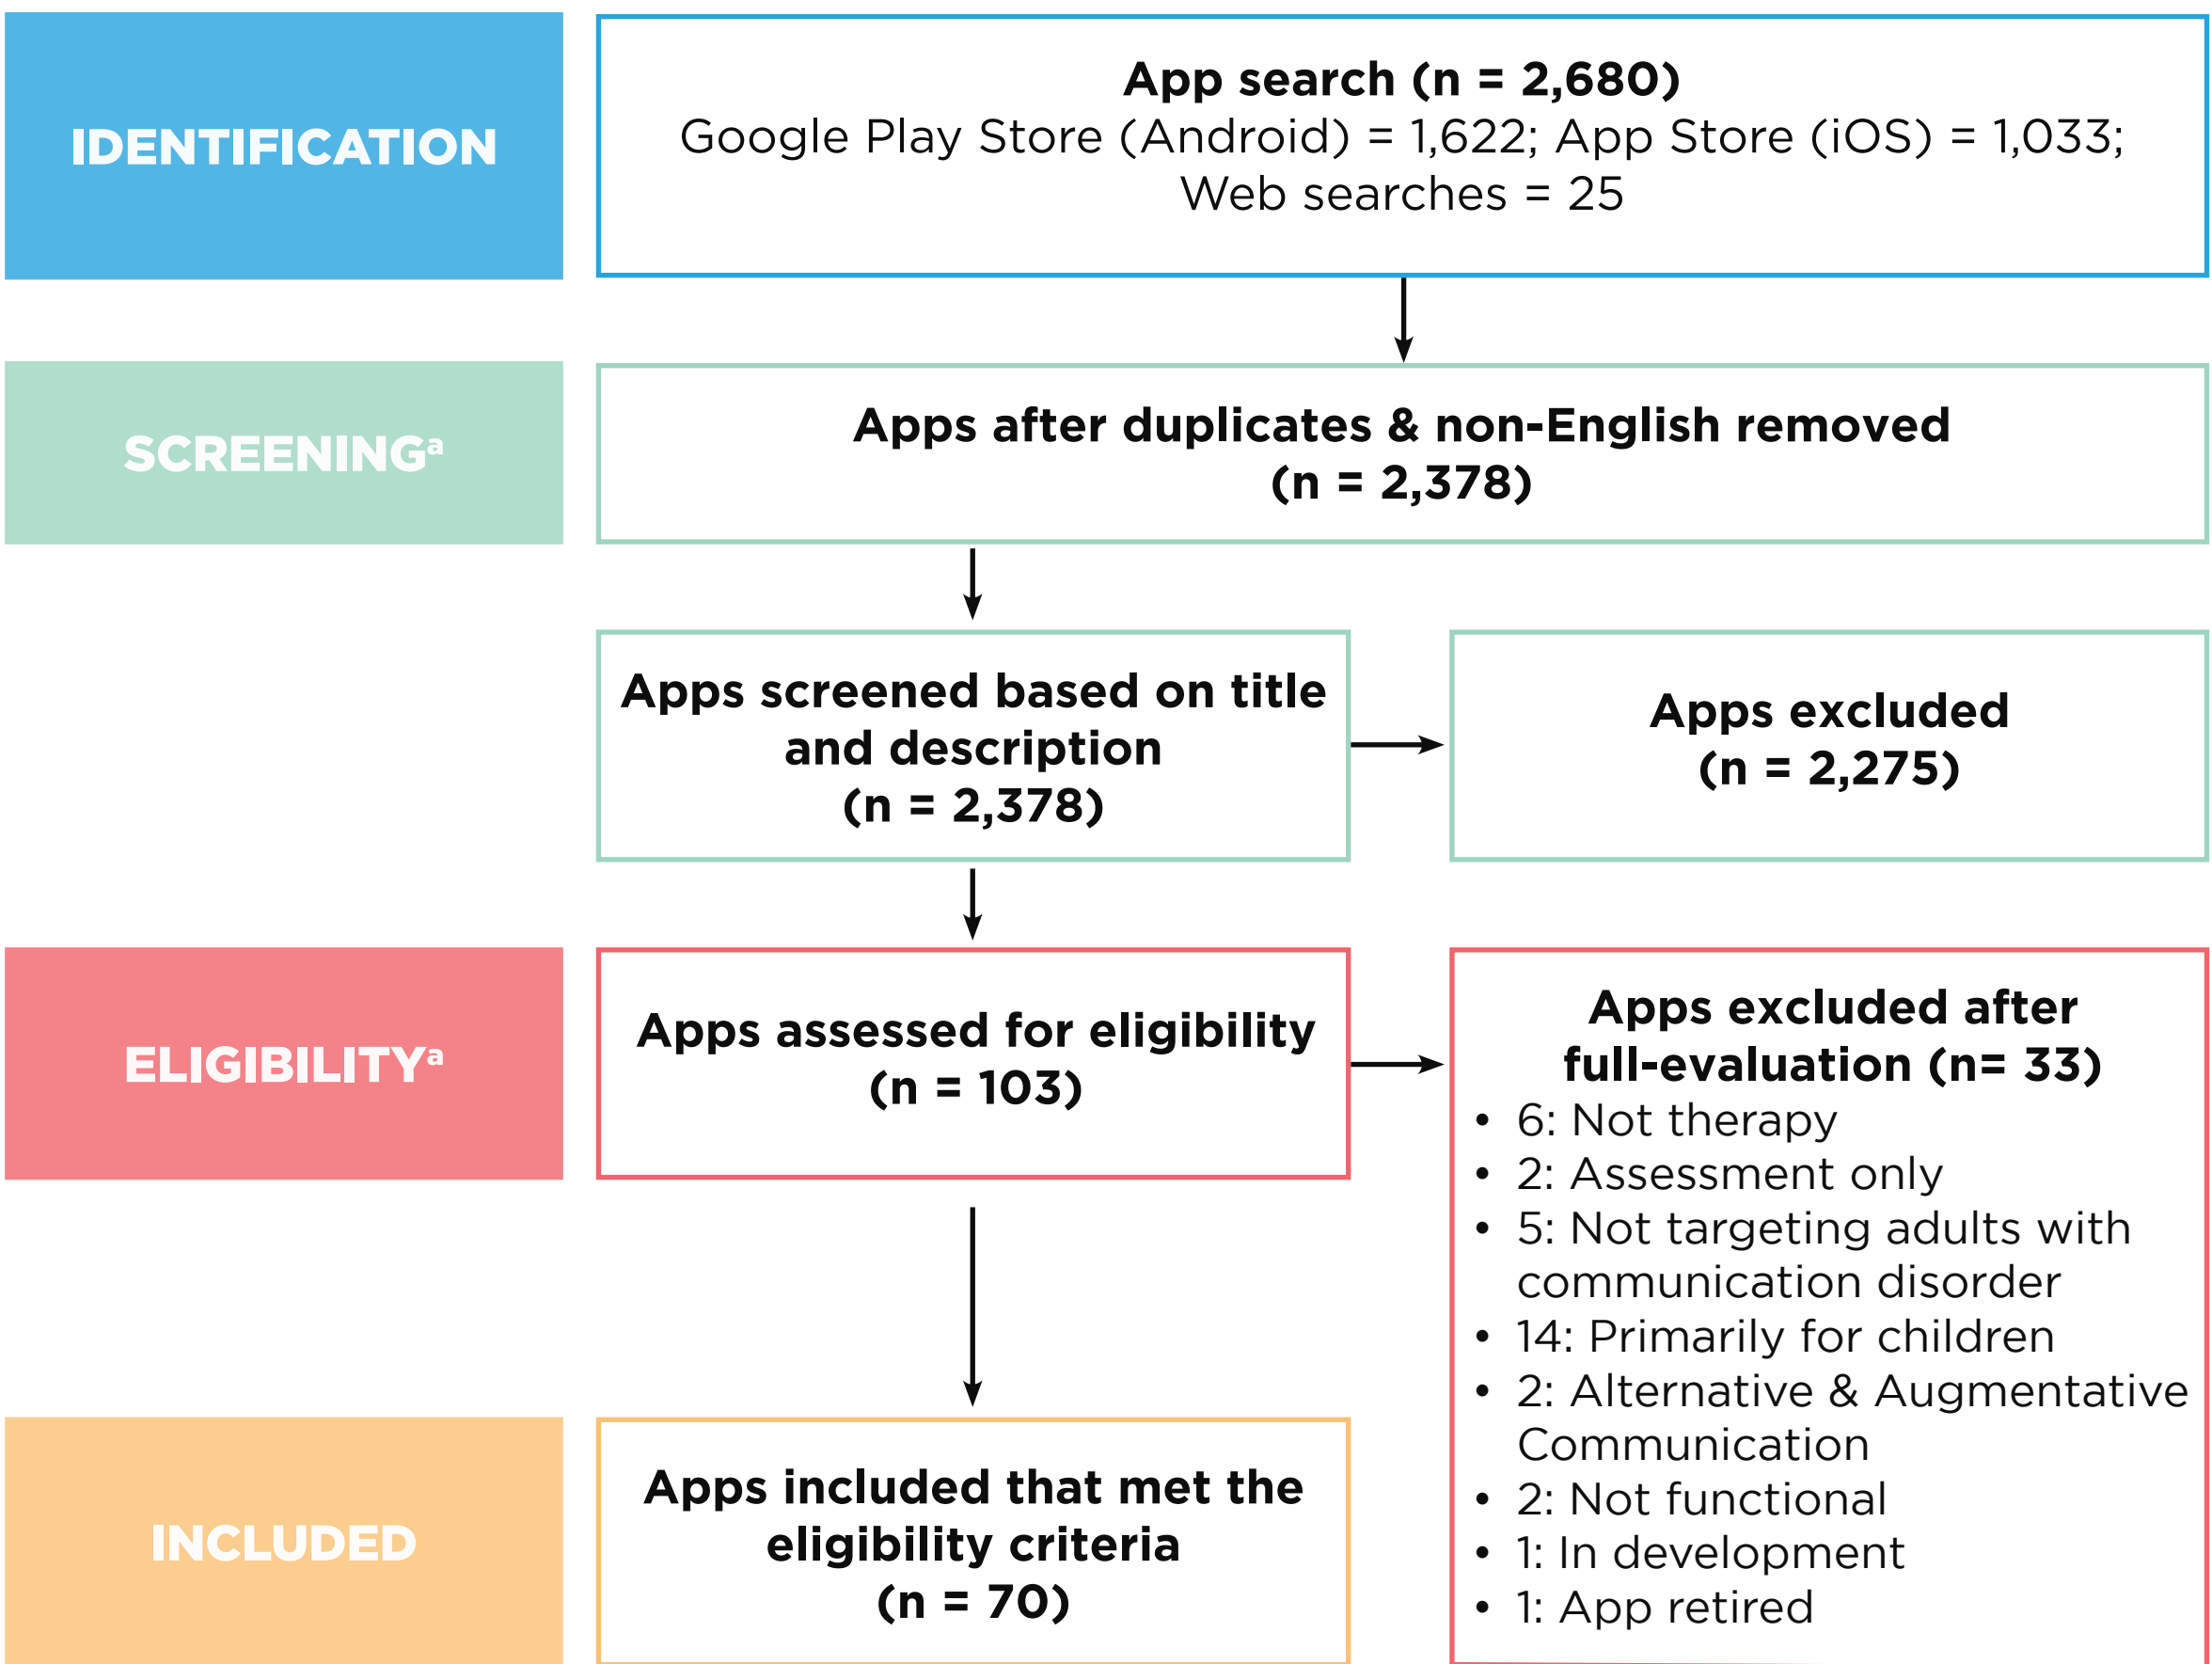 IDENTIFICATION
App search (n = 2,680)
Google Play Store (Android) = 1,622; App Store (iOS) = 1,033;
Web searches = 25
SCREENINGᵃ
Apps after duplicates & non-English removed
(n = 2,378)
Apps screened based on title
and description
(n = 2,378)
Apps excluded
(n = 2,275)
ELIGIBILITYᵃ
Apps assessed for eligibility
(n = 103)
Apps excluded after
full-evaluation (n= 33)
• 6: Not therapy
• 2: Assessment only
• 5: Not targeting adults with
communication disorder
• 14: Primarily for children
• 2: Alternative & Augmentative
Communication
• 2: Not functional
• 1: In development
• 1: App retired
INCLUDED
Apps included that met the
eligibility criteria
(n = 70)